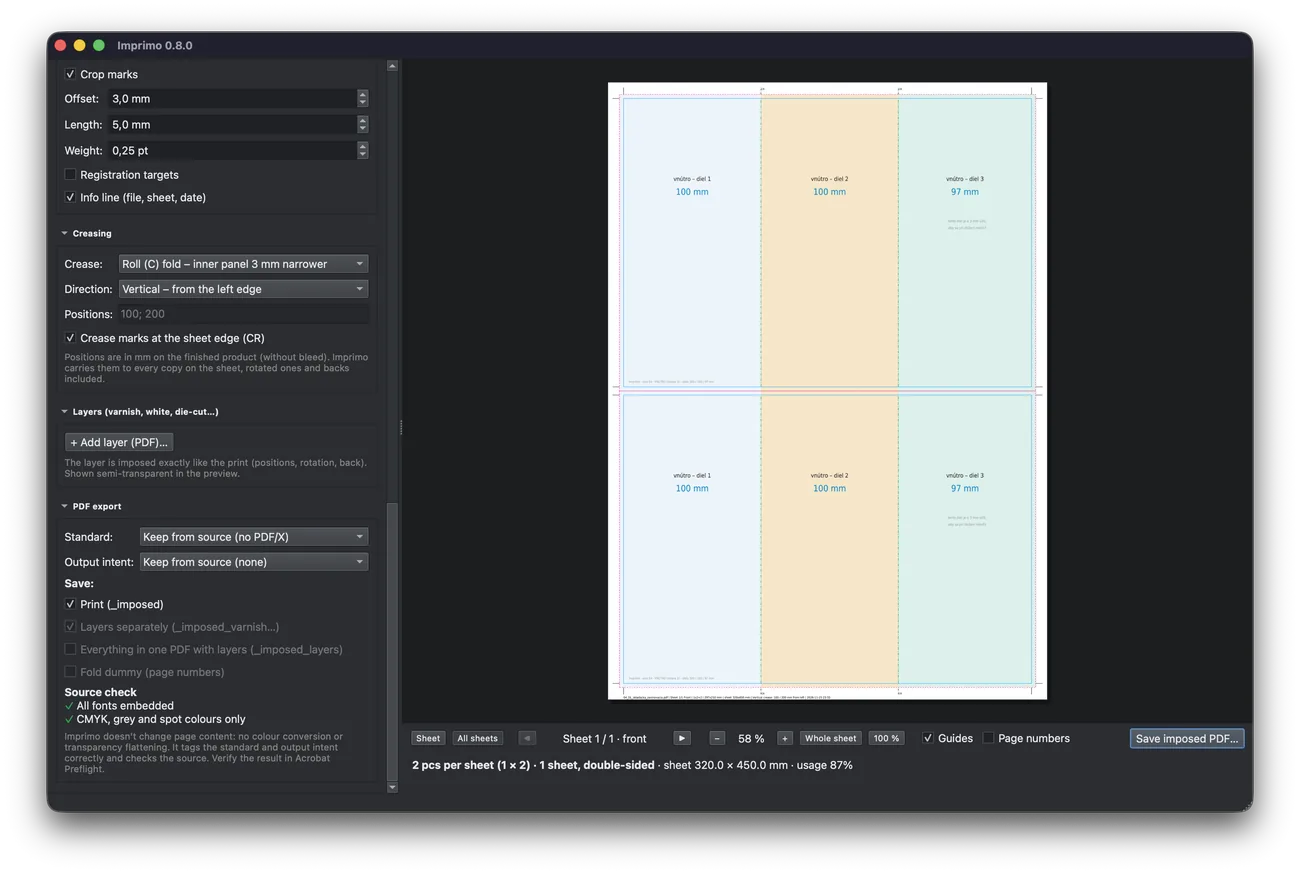 Imprimo 0.8.0
Crop marks
Offset: 3,0 mm
Length: 5,0 mm
Weight: 0,25 pt
Registration targets
Info line (file, sheet, date)
Creasing
Crease: Roll (C) fold – inner panel 3 mm narrower
Direction: Vertical – from the left edge
Positions: 100; 200
Crease marks at the sheet edge (CR)
Positions are in mm on the finished product (without bleed). Imprimo
carries them to every copy on the sheet, rotated ones and backs
included.
Layers (varnish, white, die-cut...)
+ Add layer (PDF)...
The layer is imposed exactly like the print (positions, rotation, back).
Shown semi-transparent in the preview.
PDF export
Standard: Keep from source (no PDF/X)
Output intent: Keep from source (none)
Save:
Print (_imposed)
Layers separately (_imposed_varnish...)
Everything in one PDF with layers (_imposed_layers)
Fold dummy (page numbers)
Source check
✓ All fonts embedded
✓ CMYK, grey and spot colours only
Imprimo doesn't change page content: no colour conversion or
transparency flattening. It tags the standard and output intent
correctly and checks the source. Verify the result in Acrobat
Preflight.
vnútro – diel 1
100 mm
vnútro – diel 2
100 mm
vnútro – diel 3
97 mm
vnútro – diel 1
100 mm
vnútro – diel 2
100 mm
vnútro – diel 3
97 mm
Sheet All sheets Sheet 1 / 1 · front – 58 % + Whole sheet 100 % Guides Page numbers Save imposed PDF...
2 pcs per sheet (1 × 2) · 1 sheet, double-sided · sheet 320.0 × 450.0 mm · usage 87%